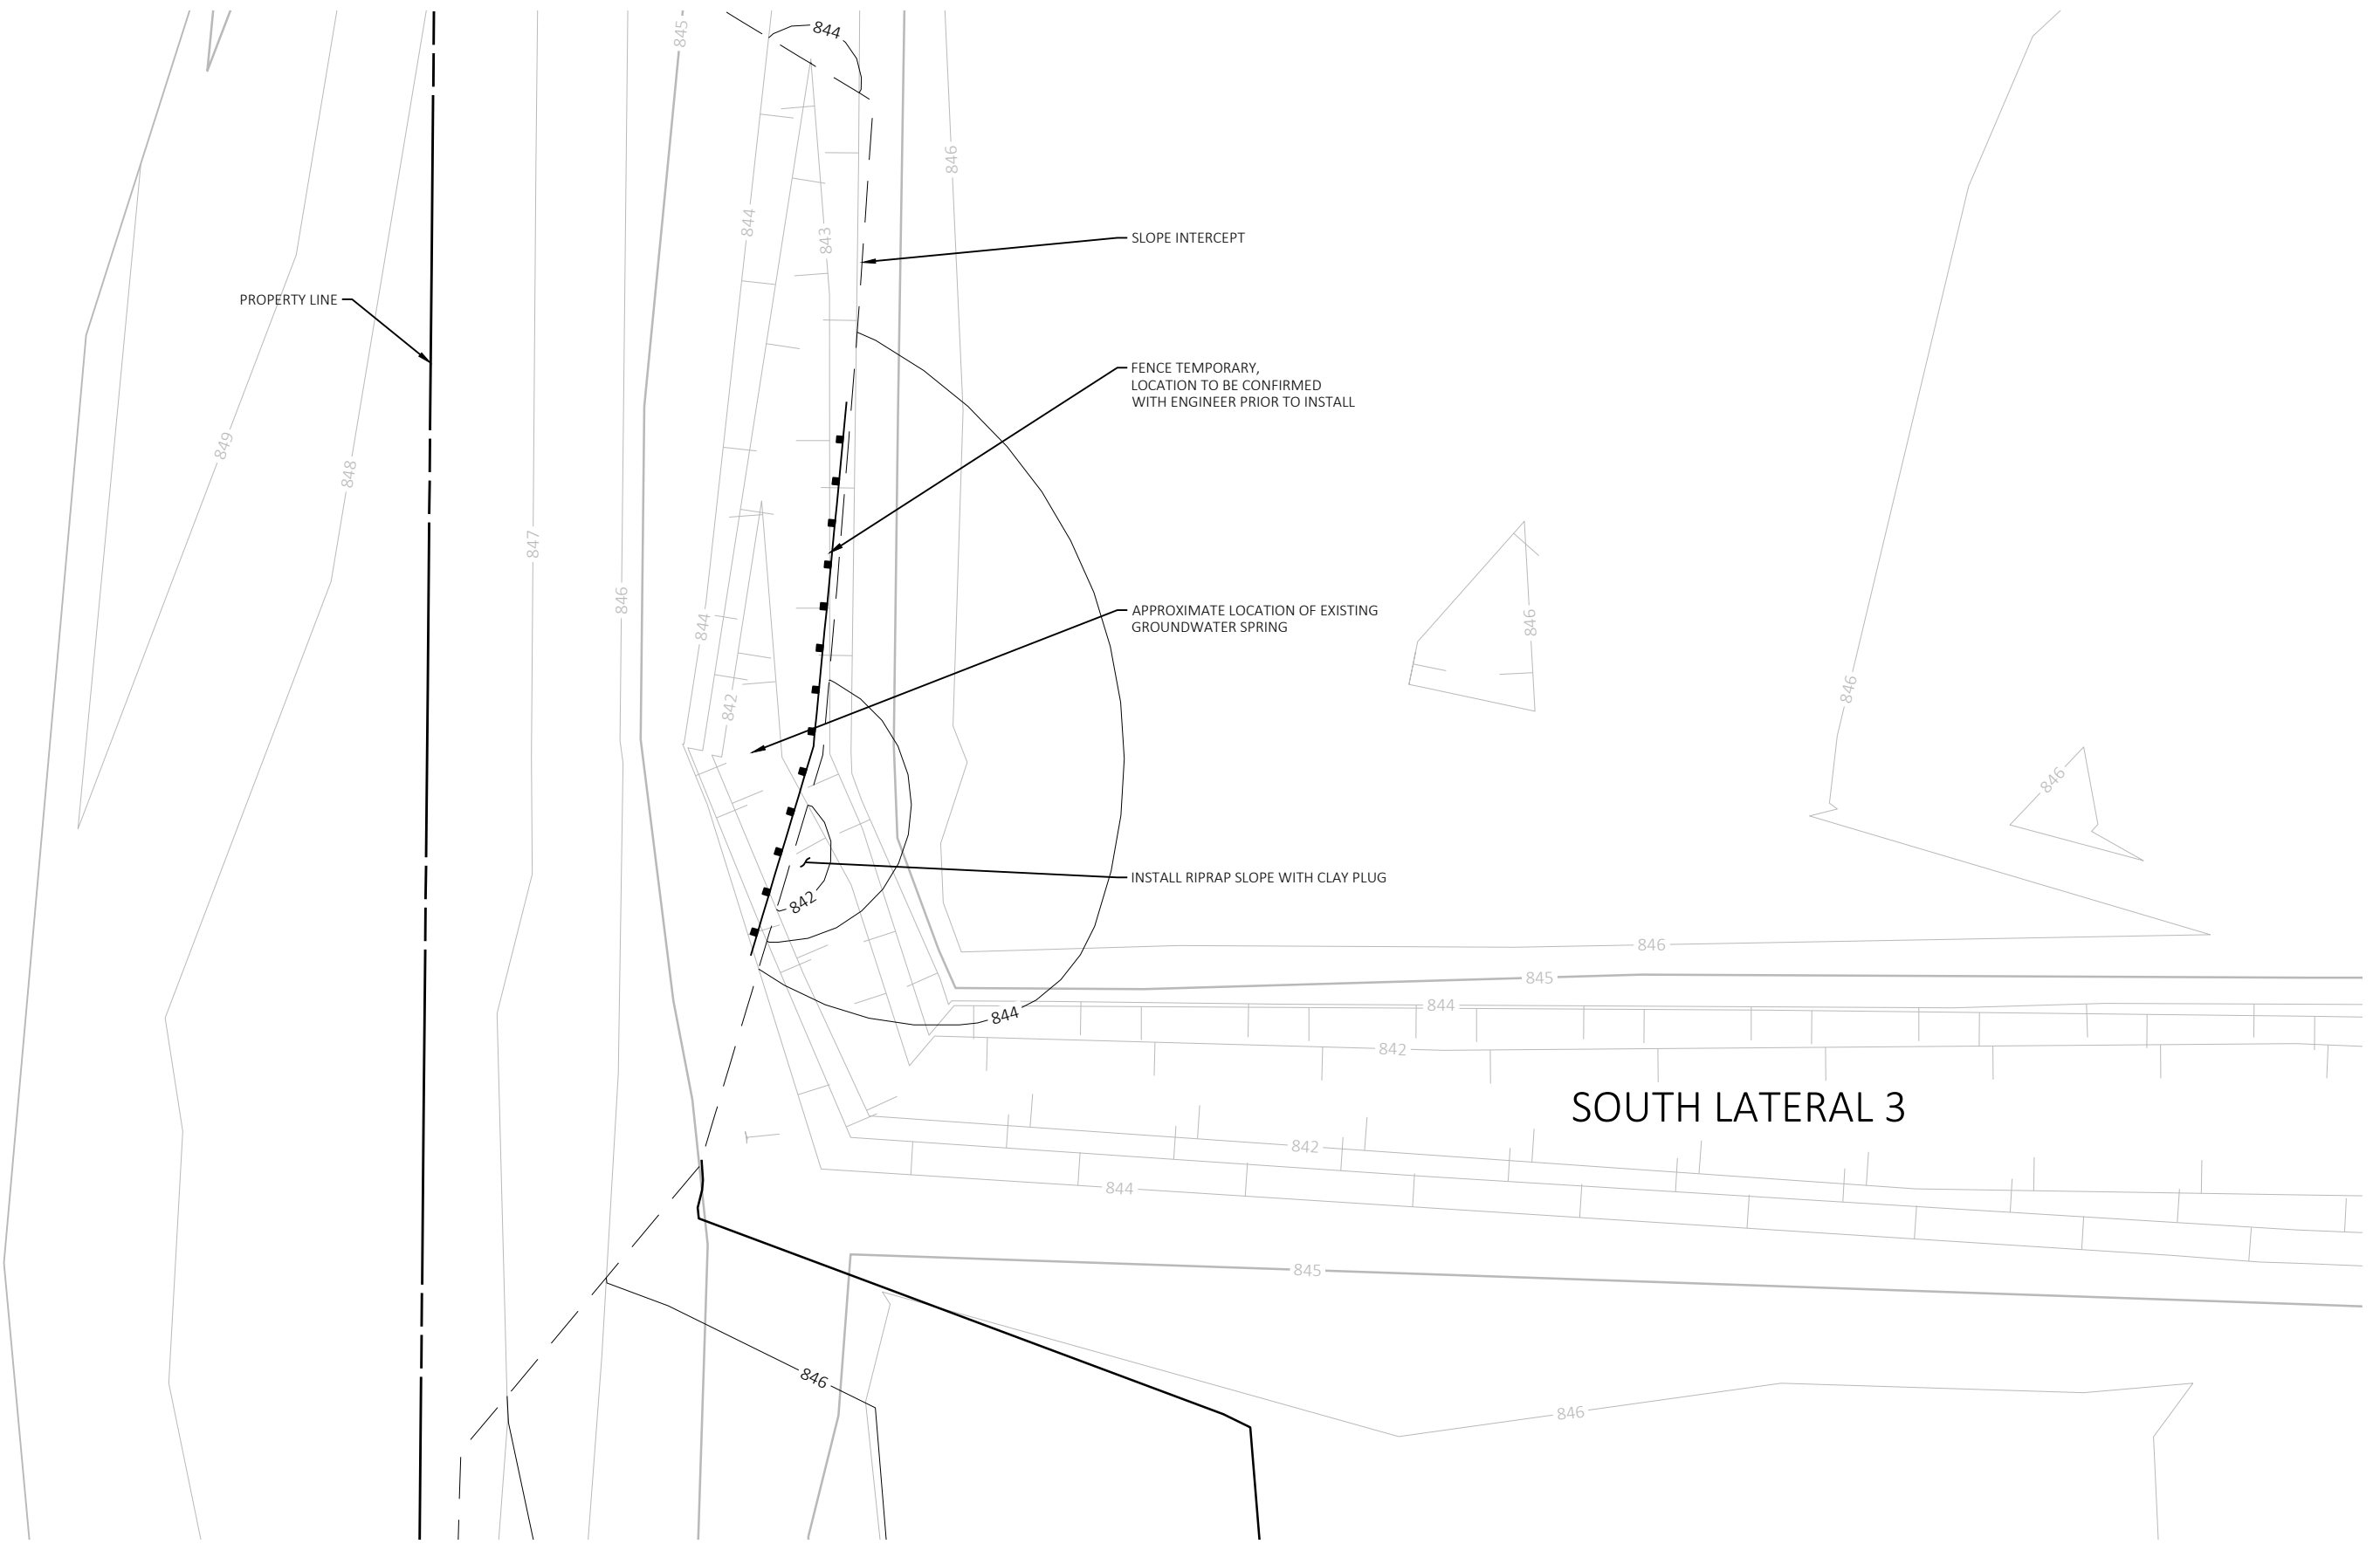 844
845
846
844
843
SLOPE INTERCEPT
PROPERTY LINE
FENCE TEMPORARY,
LOCATION TO BE CONFIRMED
WITH ENGINEER PRIOR TO INSTALL
849
848
847
846
844
842
APPROXIMATE LOCATION OF EXISTING
GROUNDWATER SPRING
846
846
846
INSTALL RIPRAP SLOPE WITH CLAY PLUG
842
846
845
844
844
842
SOUTH LATERAL 3
842
844
845
846
846